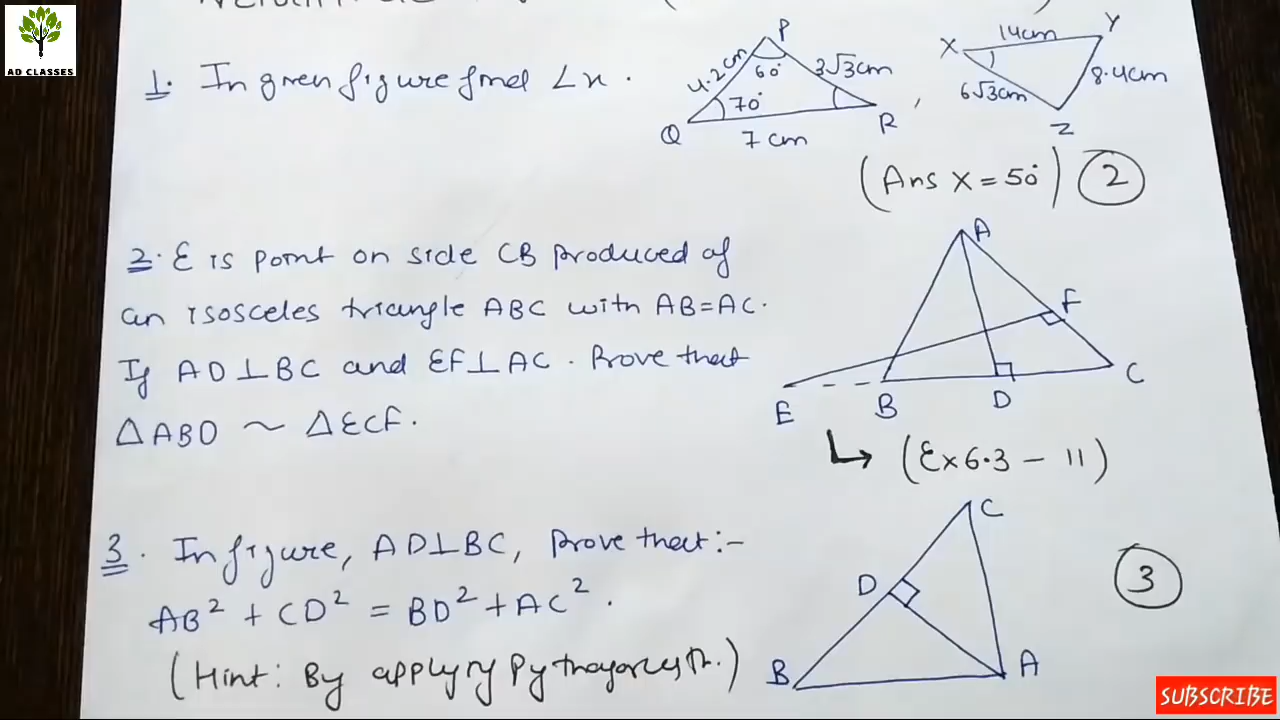 AD CLASSES
1. In given figure find ∠x.
P
4.2cm
60°
3√3cm
70°
Q
7 cm
R
,
X
14cm
Y
6√3cm
8.4cm
Z
(Ans X = 50°) 2
2. E is point on side CB produced of
an isosceles triangle ABC with AB=AC.
If AD⊥BC and EF⊥AC. Prove that
△ABD ~ △ECF.
A
F
E
B
D
C
(Ex 6.3 - 11)
3. In figure, AD⊥BC, Prove that:-
AB² + CD² = BD² + AC².
(Hint: By applying Pythagores th.)
C
D
B
A
3
SUBSCRIBE